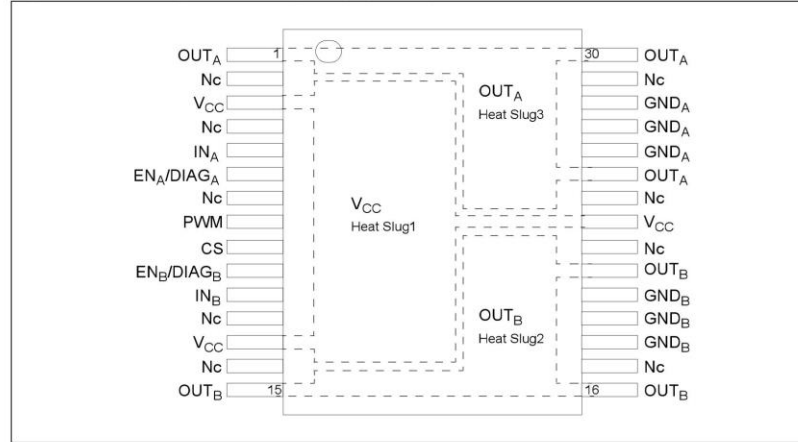 OUTA 1 30 OUTA
Nc OUTA Nc
VCC Heat Slug3 GNDA
Nc GNDA
INA GNDA
ENA/DIAGA OUTA
Nc Nc
PWM VCC Heat Slug1 VCC
CS Nc
ENB/DIAGB OUTB
INB GNDB
Nc OUTB GNDB
VCC Heat Slug2 GNDB
Nc Nc
OUTB 15 16 OUTB